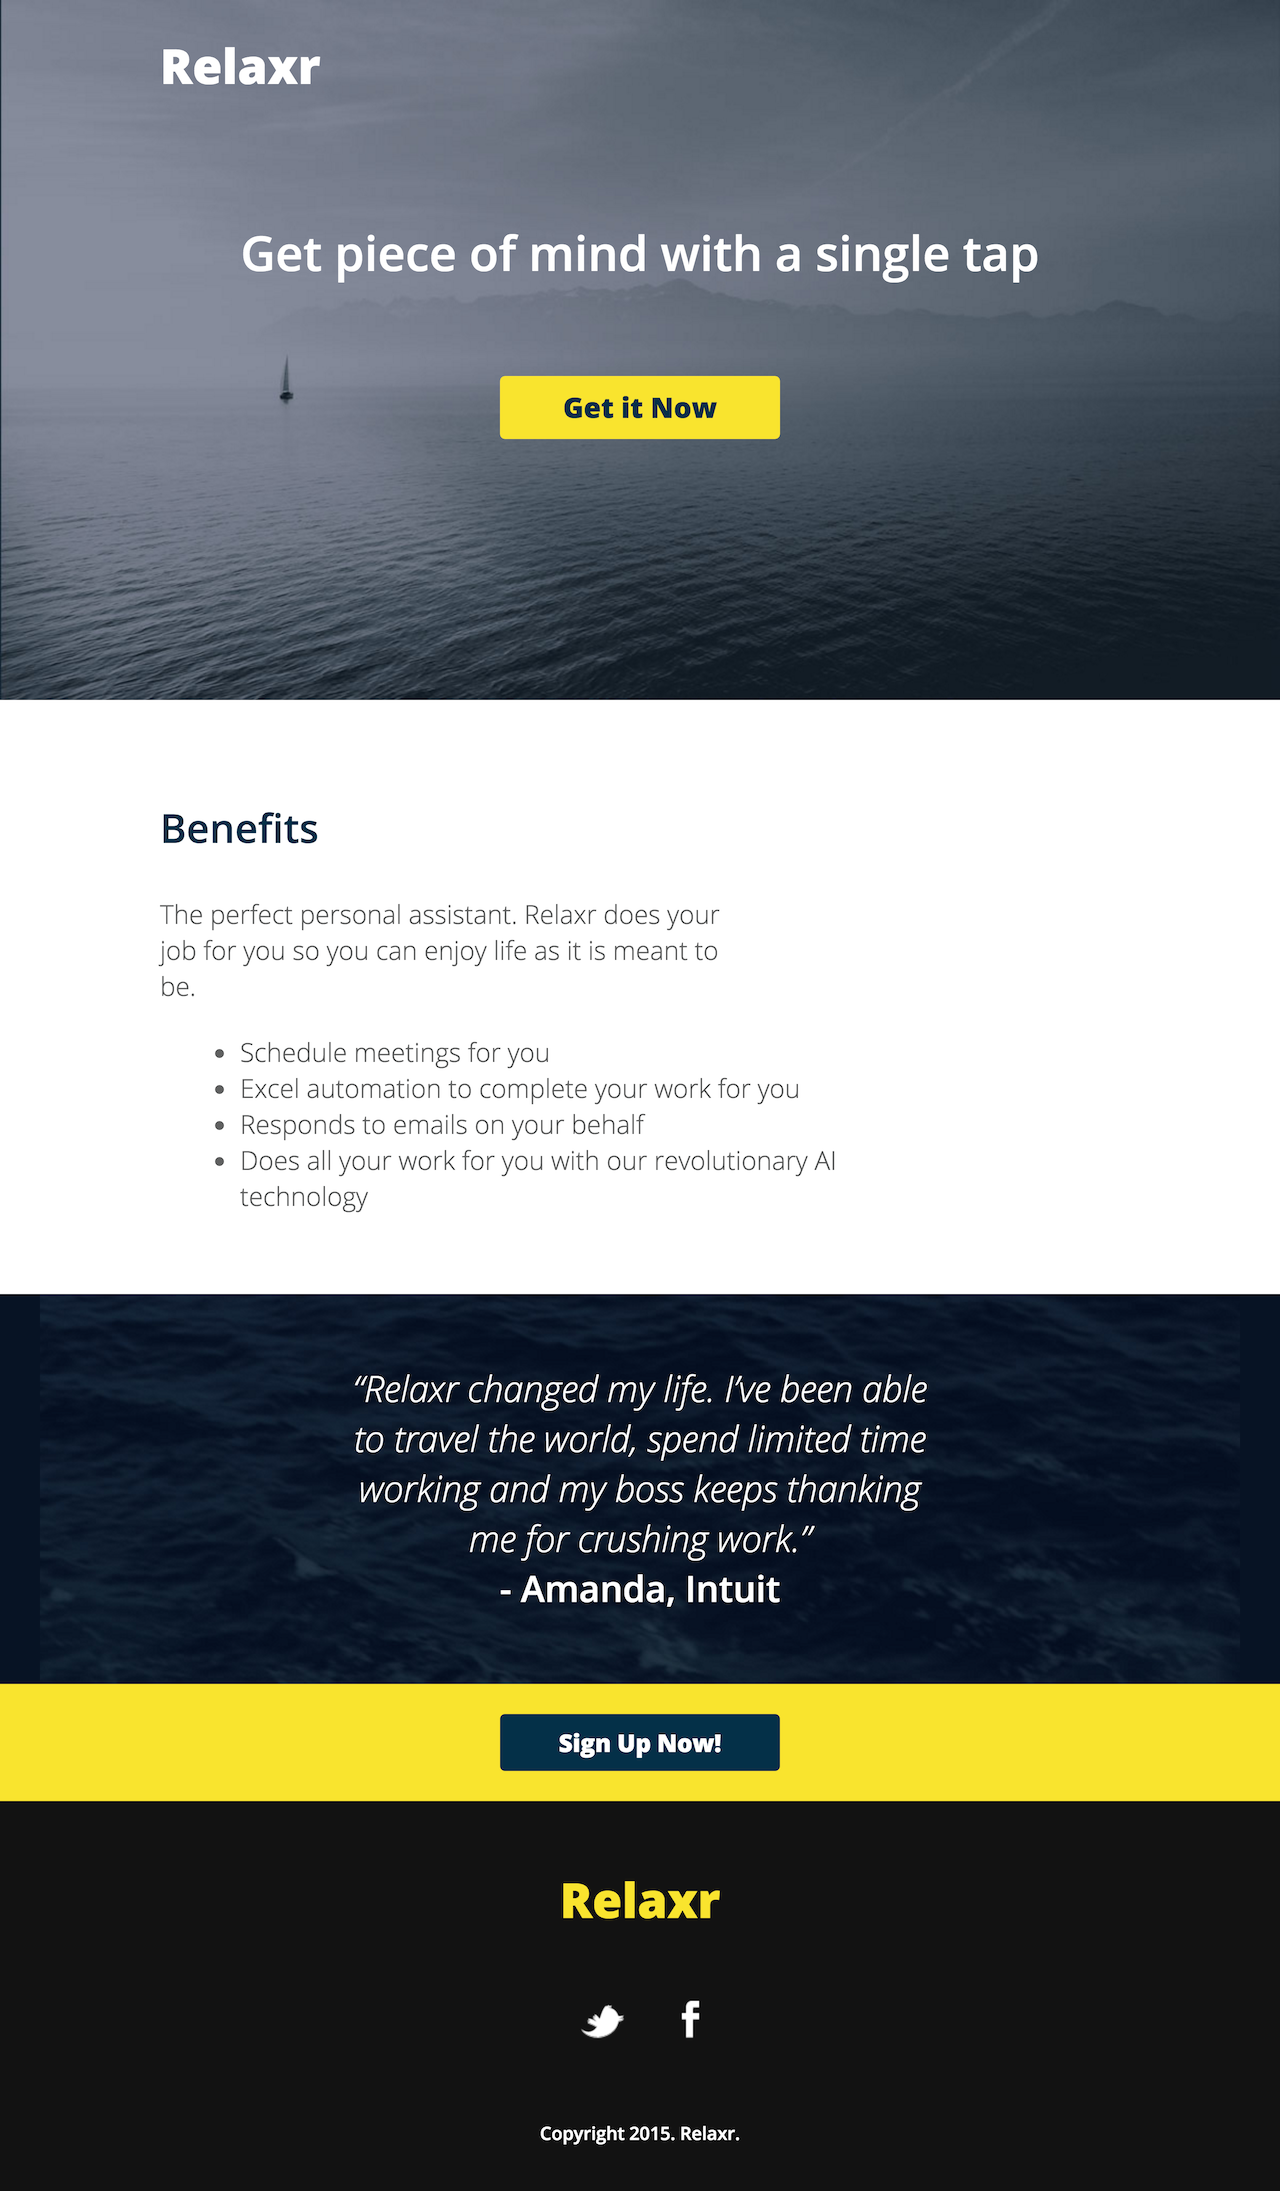 Relaxr
Get piece of mind with a single tap
Get it Now
Benefits
The perfect personal assistant. Relaxr does your
job for you so you can enjoy life as it is meant to
be.
• Schedule meetings for you
• Excel automation to complete your work for you
• Responds to emails on your behalf
• Does all your work for you with our revolutionary AI
technology
“Relaxr changed my life. I’ve been able
to travel the world, spend limited time
working and my boss keeps thanking
me for crushing work.”
- Amanda, Intuit
Sign Up Now!
Relaxr
Copyright 2015. Relaxr.